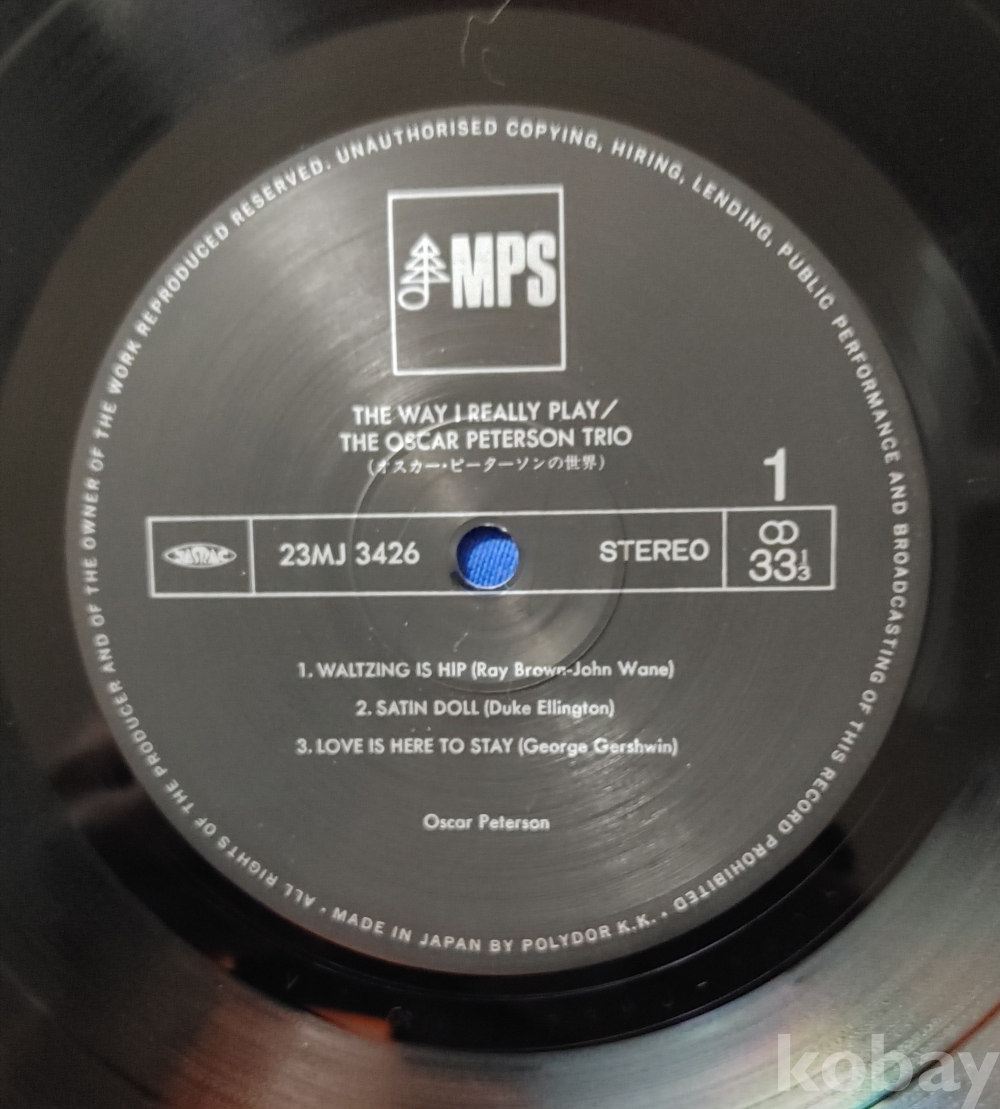 • ALL RIGHTS OF THE PRODUCER AND OF THE OWNER OF THE WORK REPRODUCED RESERVED. UNAUTHORISED COPYING, HIRING, LENDING, PUBLIC PERFORMANCE AND BROADCASTING OF THIS RECORD PROHIBITED •
MPS
THE WAY I REALLY PLAY/
THE OSCAR PETERSON TRIO
(オスカー・ピーターソンの世界)
1
JASRAC
23MJ 3426
STEREO
33 1/3
1. WALTZING IS HIP (Ray Brown-John Wane)
2. SATIN DOLL (Duke Ellington)
3. LOVE IS HERE TO STAY (George Gershwin)
Oscar Peterson
MADE IN JAPAN BY POLYDOR K.K.
kobay